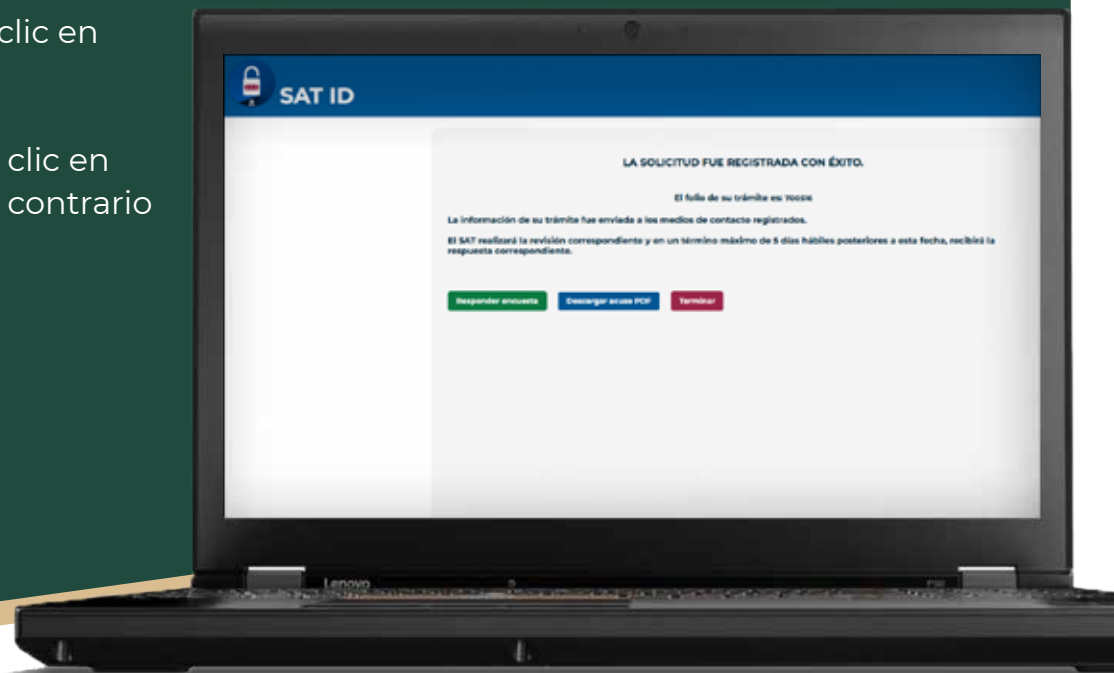 clic en
clic en
contrario
SAT ID
LA SOLICITUD FUE REGISTRADA CON ÉXITO.
El folio de su trámite es:
La información de su trámite fue enviada a los medios de contacto registrados.
El SAT realizará la revisión correspondiente y en un término máximo de 5 días hábiles posteriores a esta fecha, recibirá la
respuesta correspondiente.
Responder encuesta Descargar acuse PDF Terminar
Lenovo